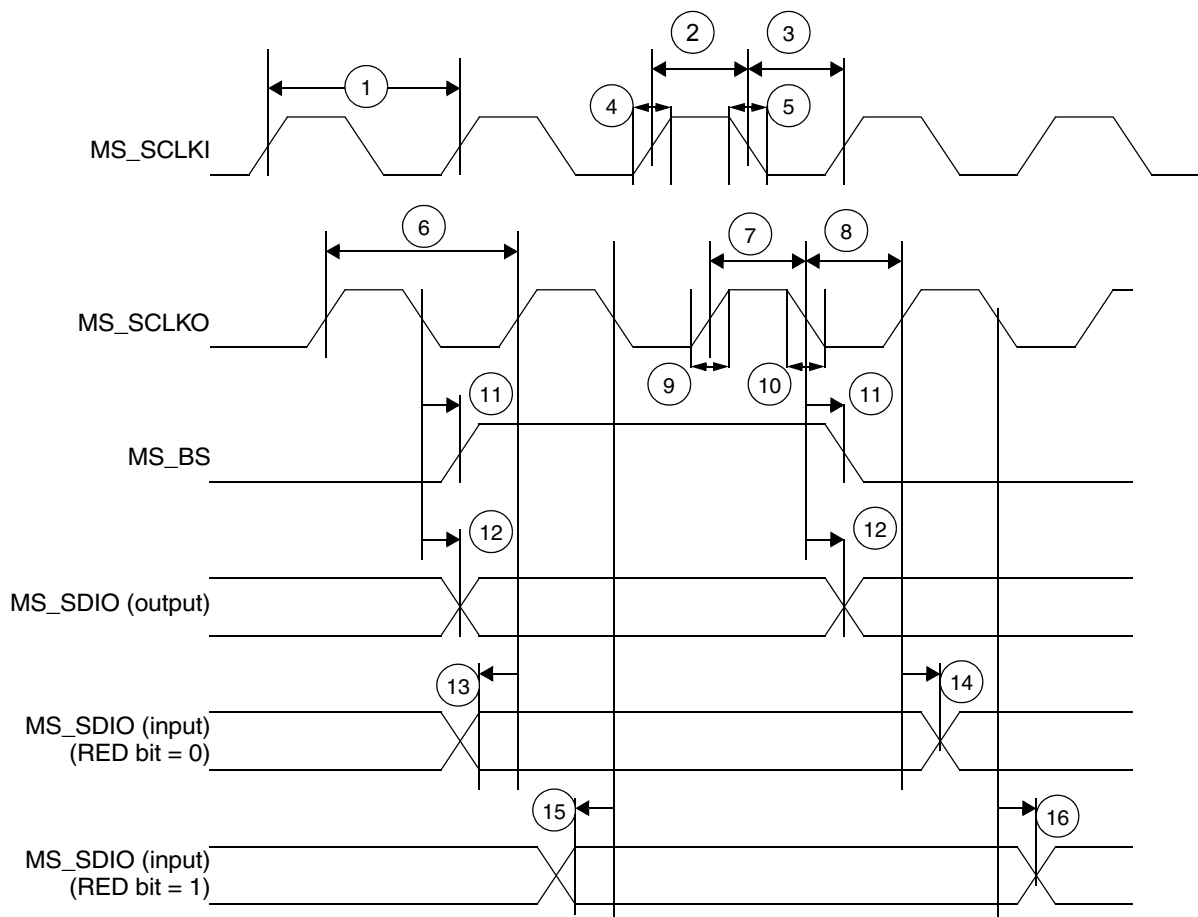 2 3
1
4 5
MS_SCLKI
6 7 8
MS_SCLKO
9 10
11 11
MS_BS
12 12
MS_SDIO (output)
13 14
MS_SDIO (input)
(RED bit = 0)
15 16
MS_SDIO (input)
(RED bit = 1)